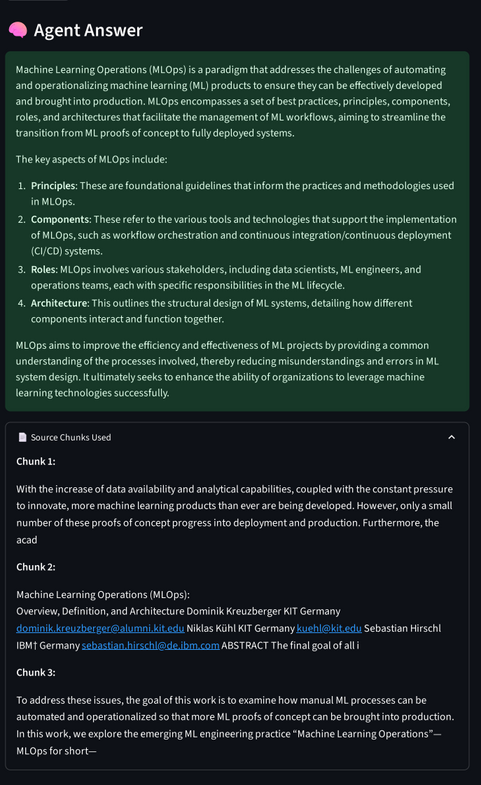 Agent Answer
Machine Learning Operations (MLOps) is a paradigm that addresses the challenges of automating
and operationalizing machine learning (ML) products to ensure they can be effectively developed
and brought into production. MLOps encompasses a set of best practices, principles, components,
roles, and architectures that facilitate the management of ML workflows, aiming to streamline the
transition from ML proofs of concept to fully deployed systems.
The key aspects of MLOps include:
1. Principles: These are foundational guidelines that inform the practices and methodologies used
in MLOps.
2. Components: These refer to the various tools and technologies that support the implementation
of MLOps, such as workflow orchestration and continuous integration/continuous deployment
(CI/CD) systems.
3. Roles: MLOps involves various stakeholders, including data scientists, ML engineers, and
operations teams, each with specific responsibilities in the ML lifecycle.
4. Architecture: This outlines the structural design of ML systems, detailing how different
components interact and function together.
MLOps aims to improve the efficiency and effectiveness of ML projects by providing a common
understanding of the processes involved, thereby reducing misunderstandings and errors in ML
system design. It ultimately seeks to enhance the ability of organizations to leverage machine
learning technologies successfully.
Source Chunks Used
Chunk 1:
With the increase of data availability and analytical capabilities, coupled with the constant pressure
to innovate, more machine learning products than ever are being developed. However, only a small
number of these proofs of concept progress into deployment and production. Furthermore, the
acad
Chunk 2:
Machine Learning Operations (MLOps):
Overview, Definition, and Architecture Dominik Kreuzberger KIT Germany
dominik.kreuzberger@alumni.kit.edu Niklas Kühl KIT Germany kuehl@kit.edu Sebastian Hirschl
IBM† Germany sebastian.hirschl@de.ibm.com ABSTRACT The final goal of all i
Chunk 3:
To address these issues, the goal of this work is to examine how manual ML processes can be
automated and operationalized so that more ML proofs of concept can be brought into production.
In this work, we explore the emerging ML engineering practice “Machine Learning Operations”—
MLOps for short—